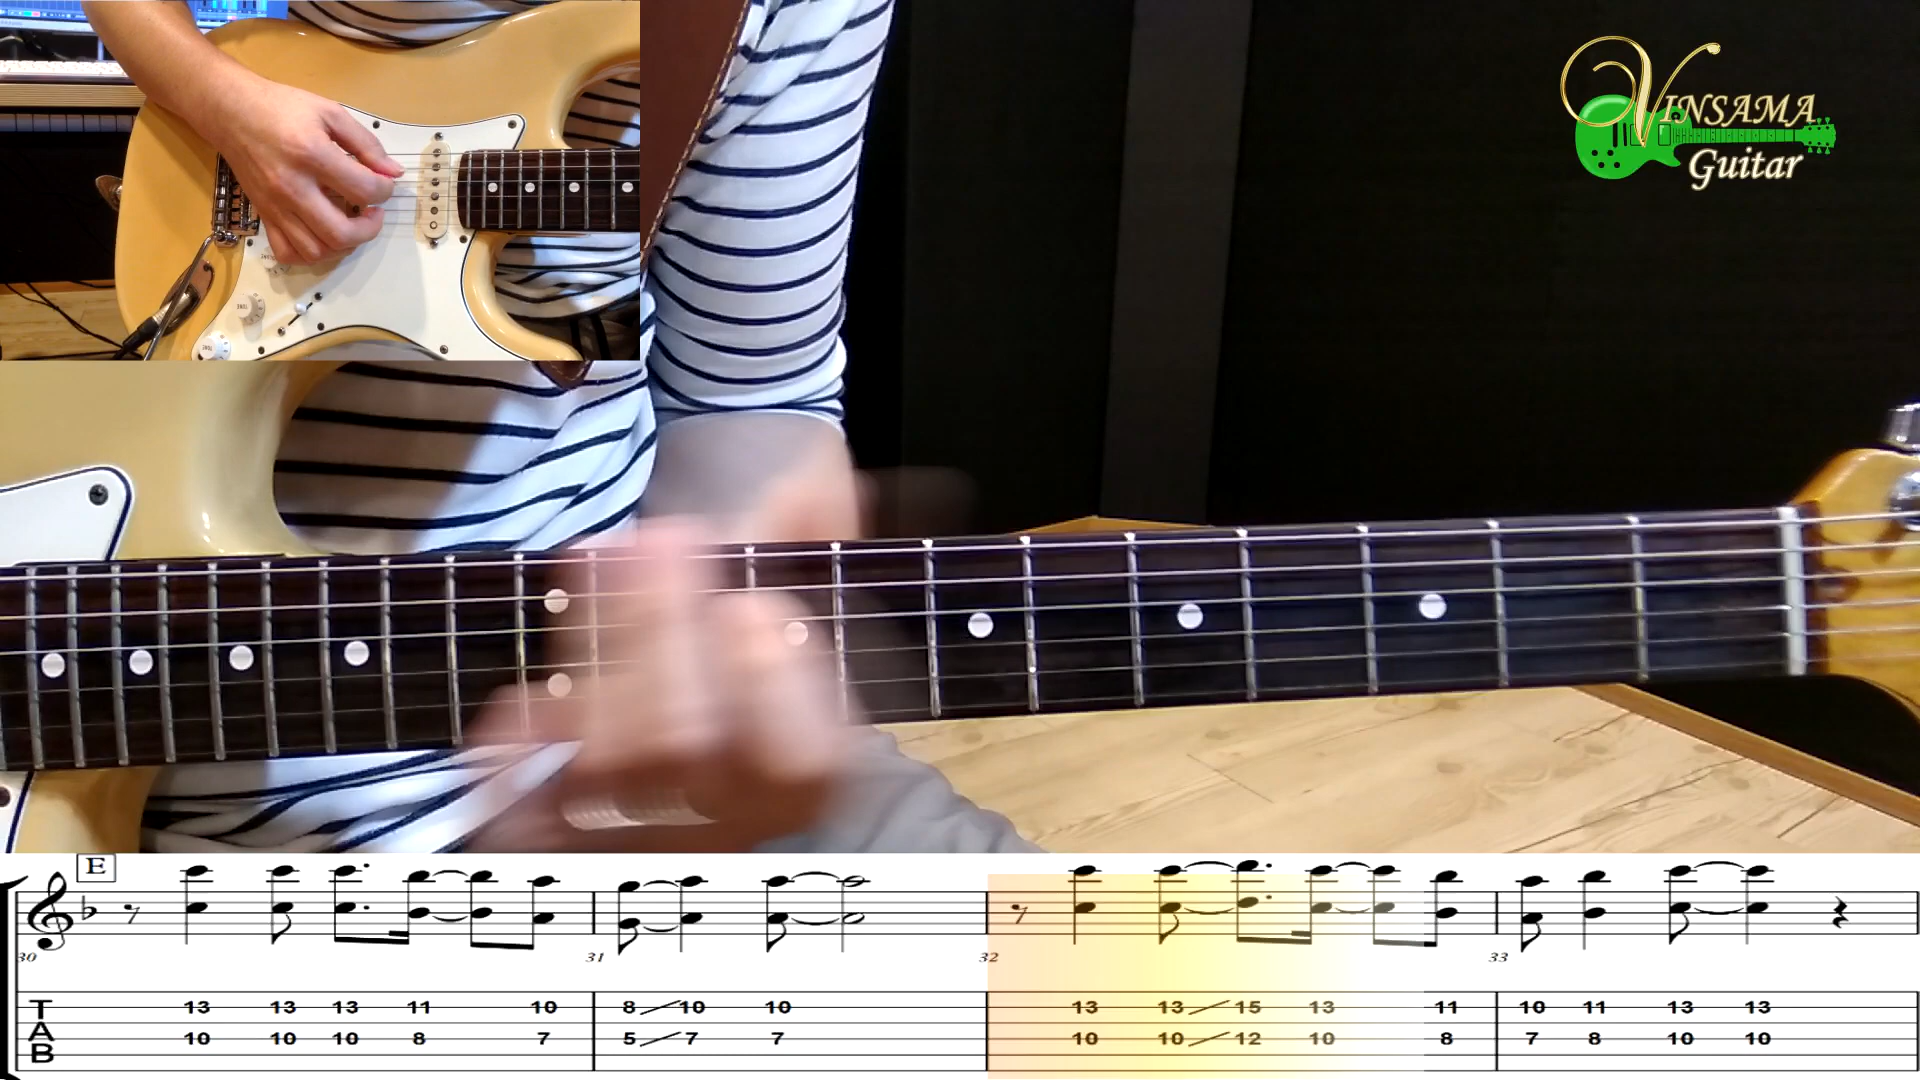 VINSAMA
Guitar
E
30 31 32 33
T 13 13 13 11 10 8 10 10 13 13 15 13 11 10 11 13 13
A 10 10 10 8 7 5 7 7 10 10 12 10 8 7 8 10 10
B